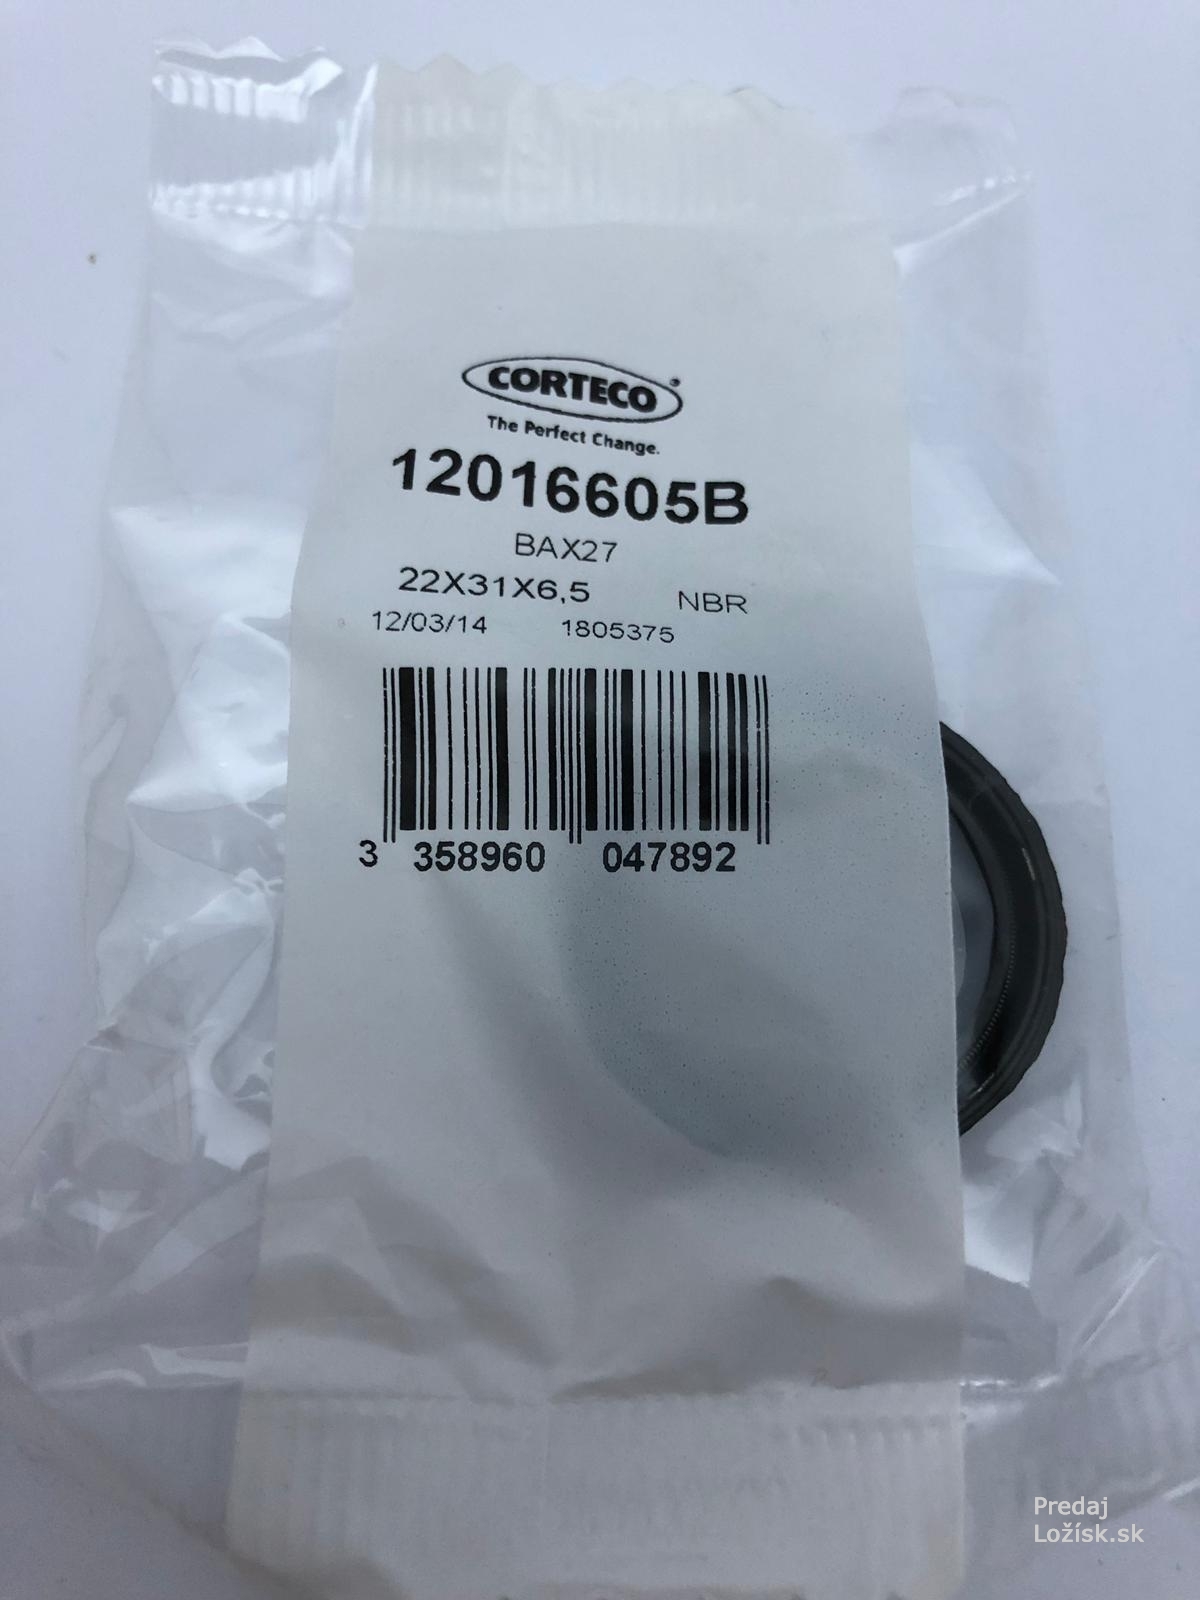 CORTECO
The Perfect Change.
12016605B
BAX27
22X31X6,5 NBR
12/03/14 1805375
3 358960 047892
Predaj
Ložísk.sk